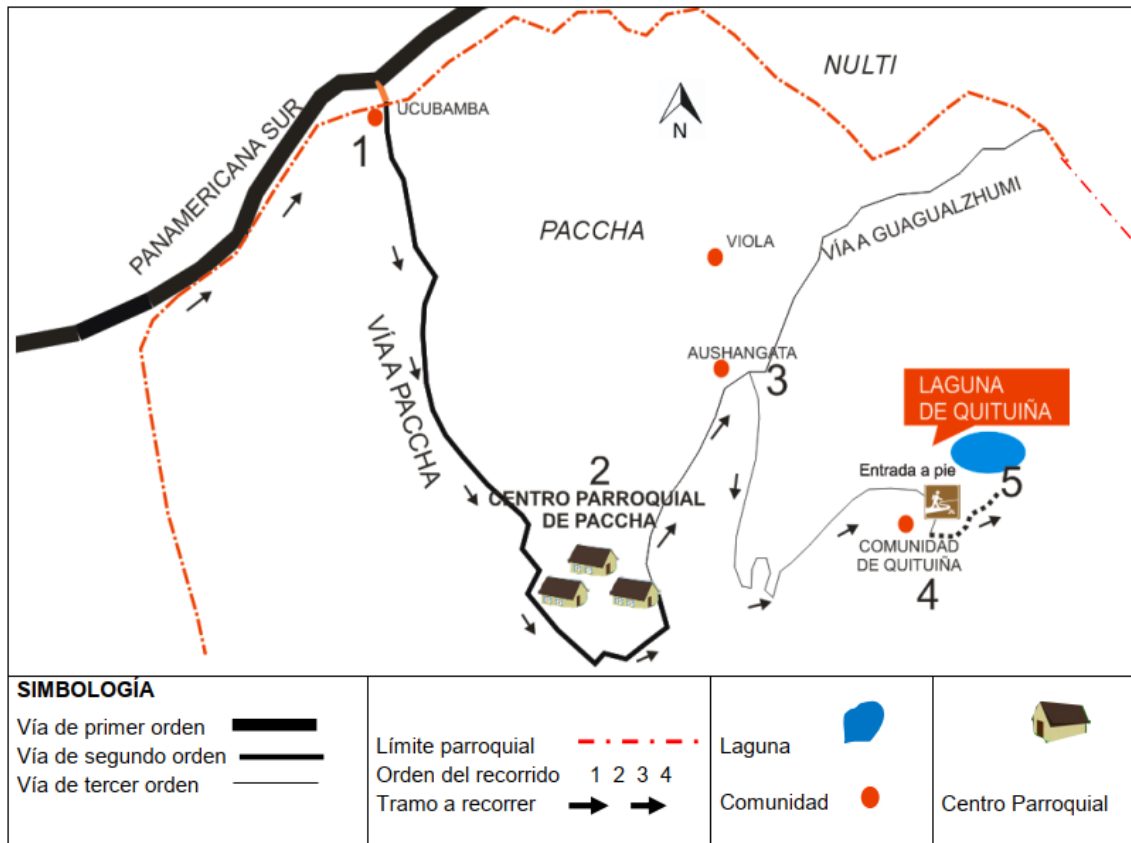 NULTI
PANAMERICANA SUR
UCUBAMBA
1
N
PACCHA
VIOLA
VÍA A GUAGUALZHUMI
VÍA A PACCHA
AUSHANGATA
3
LAGUNA
DE QUITUIÑA
2
CENTRO PARROQUIAL
DE PACCHA
Entrada a pie
5
COMUNIDAD
DE QUITUIÑA
4
SIMBOLOGÍA
Vía de primer orden
Vía de segundo orden
Vía de tercer orden
Límite parroquial
Orden del recorrido 1 2 3 4
Tramo a recorrer
Laguna
Comunidad
Centro Parroquial